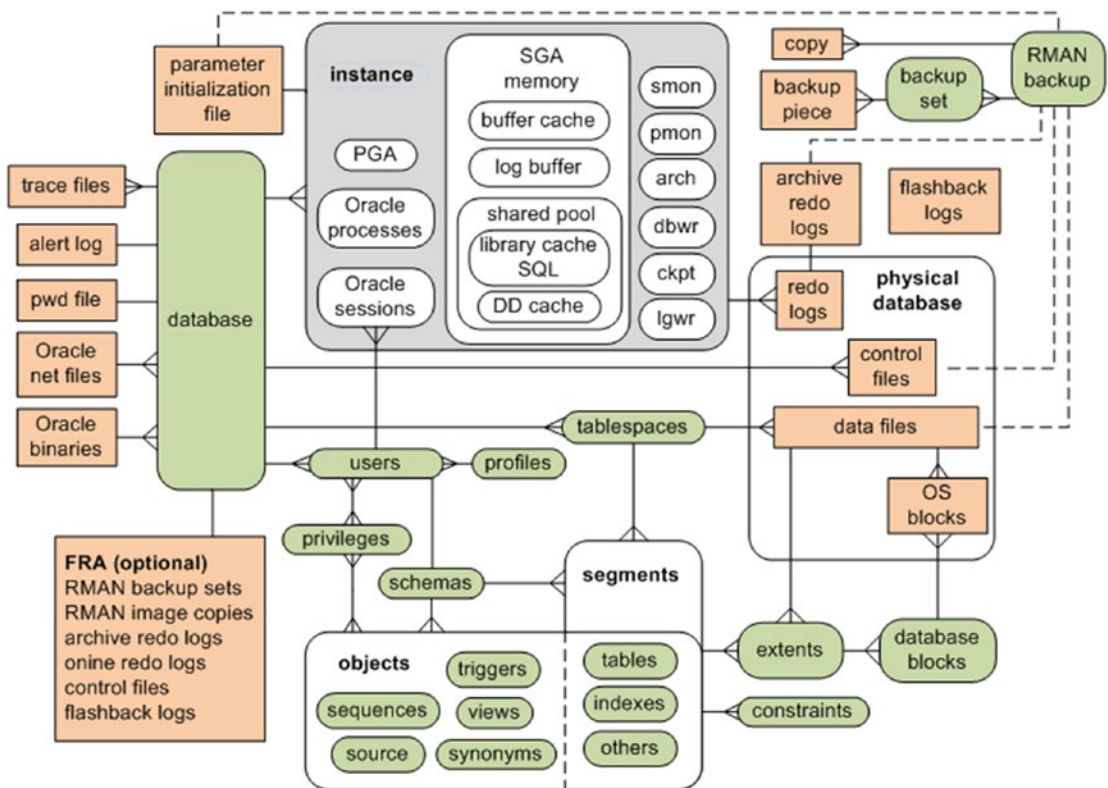 parameter
initialization
file
instance
SGA
memory
buffer cache
log buffer
shared pool
library cache
SQL
DD cache
PGA
Oracle
processes
Oracle
sessions
smon
pmon
arch
dbwr
ckpt
lgwr
copy
backup
piece
backup
set
RMAN
backup
archive
redo
logs
flashback
logs
physical
database
redo
logs
control
files
data files
OS
blocks
trace files
alert log
pwd file
Oracle
net files
Oracle
binaries
database
tablespaces
users
profiles
privileges
schemas
segments
FRA (optional)
RMAN backup sets
RMAN image copies
archive redo logs
onine redo logs
control files
flashback logs
objects
triggers
sequences
views
source
synonyms
tables
indexes
others
extents
database
blocks
constraints